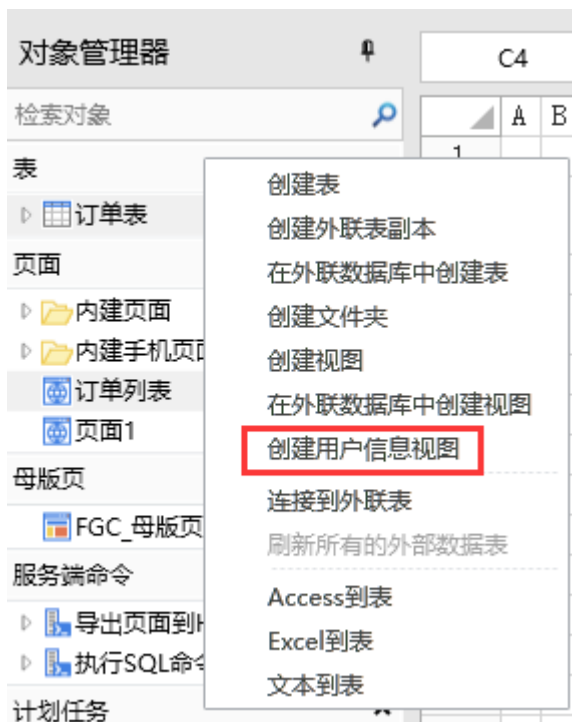 对象管理器
C4
检索对象
A B
1
表
订单表
页面
内建页面
内建手机页
订单列表
页面1
母版页
FGC_母版页
服务端命令
导出页面到
执行SQL命令
计划任务
创建表
创建外联表副本
在外联数据库中创建表
创建文件夹
创建视图
在外联数据库中创建视图
创建用户信息视图
连接到外联表
刷新所有的外部数据表
Access到表
Excel到表
文本到表